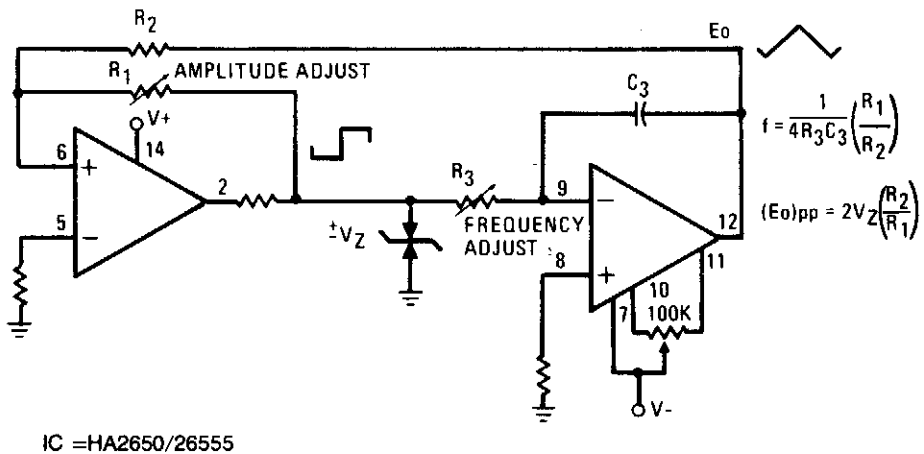 R2
Eo
R1
AMPLITUDE ADJUST
V+
C3
f = 1/4R3C3 (R1/R2)
6
+
14
2
R3
9
−
12
5
−
±VZ
FREQUENCY
ADJUST
(Eo)pp = 2VZ(R2/R1)
8
+
11
10
7
100K
V-
IC =HA2650/26555